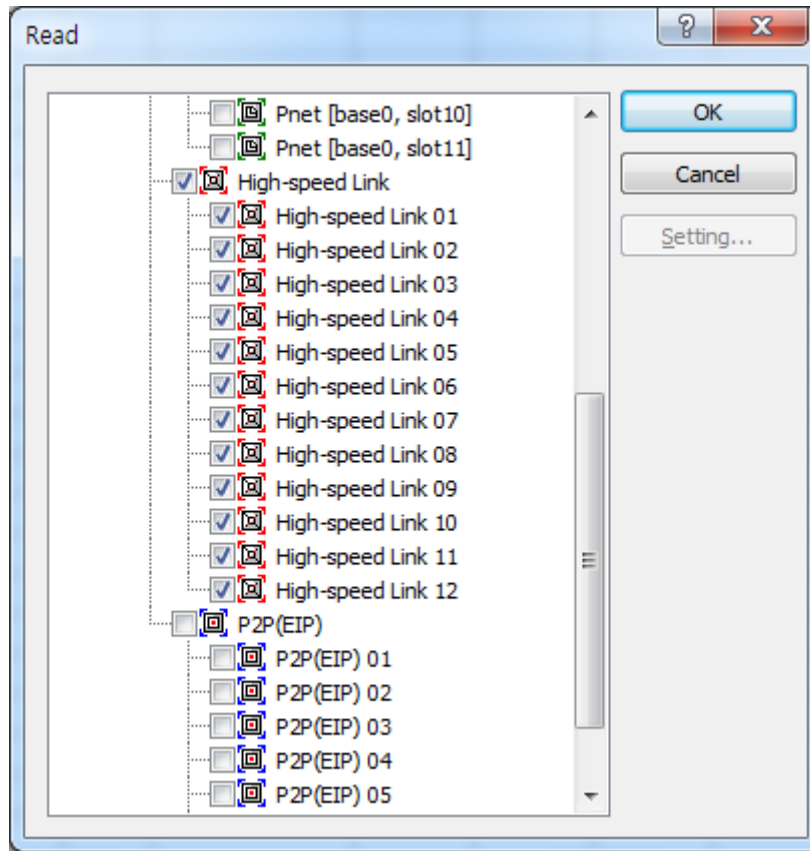 Read
Pnet [base0, slot10]
Pnet [base0, slot11]
High-speed Link
High-speed Link 01
High-speed Link 02
High-speed Link 03
High-speed Link 04
High-speed Link 05
High-speed Link 06
High-speed Link 07
High-speed Link 08
High-speed Link 09
High-speed Link 10
High-speed Link 11
High-speed Link 12
P2P(EIP)
P2P(EIP) 01
P2P(EIP) 02
P2P(EIP) 03
P2P(EIP) 04
P2P(EIP) 05
OK
Cancel
Setting...